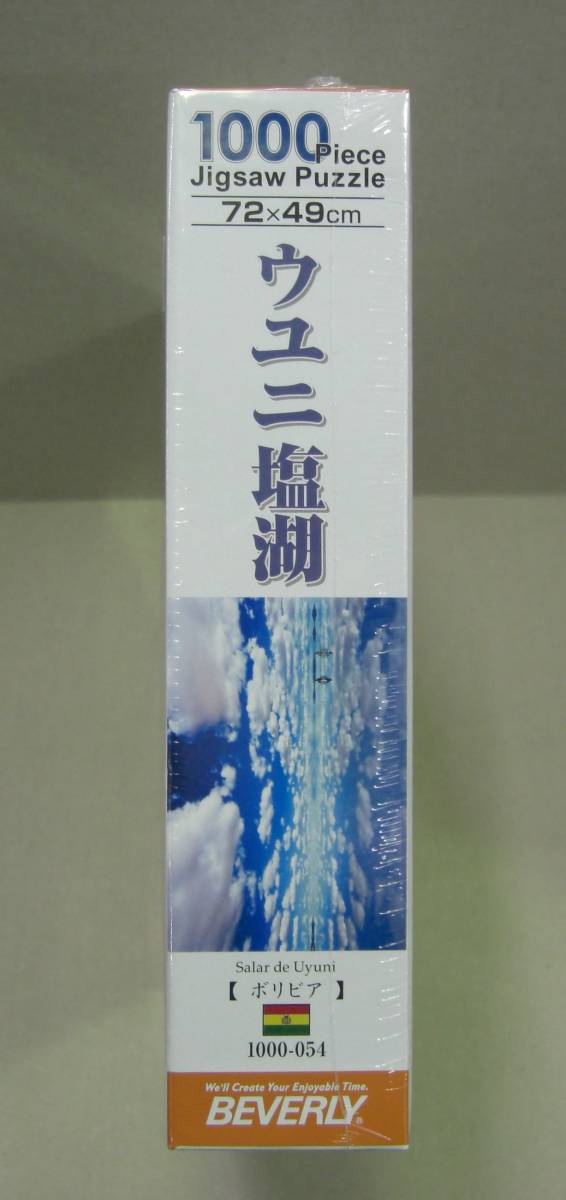 1000 Piece
Jigsaw Puzzle
72×49cm
ウユニ塩湖
Salar de Uyuni
【 ボリビア 】
1000-054
We'll Create Your Enjoyable Time.
BEVERLY®